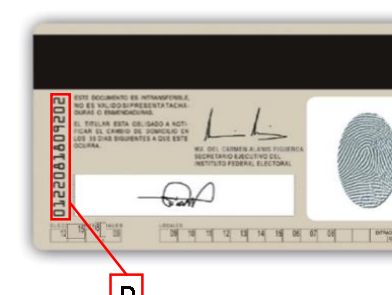 0122081809202
ESTE DOCUMENTO ES INTRANSFERIBLE,
NO ES VALIDO SI PRESENTA TACHA-
DURAS O ENMENDADURAS.
EL TITULAR ESTA OBLIGADO A NOTI-
FICAR EL CAMBIO DE DOMICILIO EN
LOS 30 DIAS SIGUIENTES A QUE ESTE
OCURRA.
MA. DEL CARMEN ALANIS FIGUEROA
SECRETARIO EJECUTIVO DEL
INSTITUTO FEDERAL ELECTORAL
09 10 11 12 13 14 15 06 07 08
D